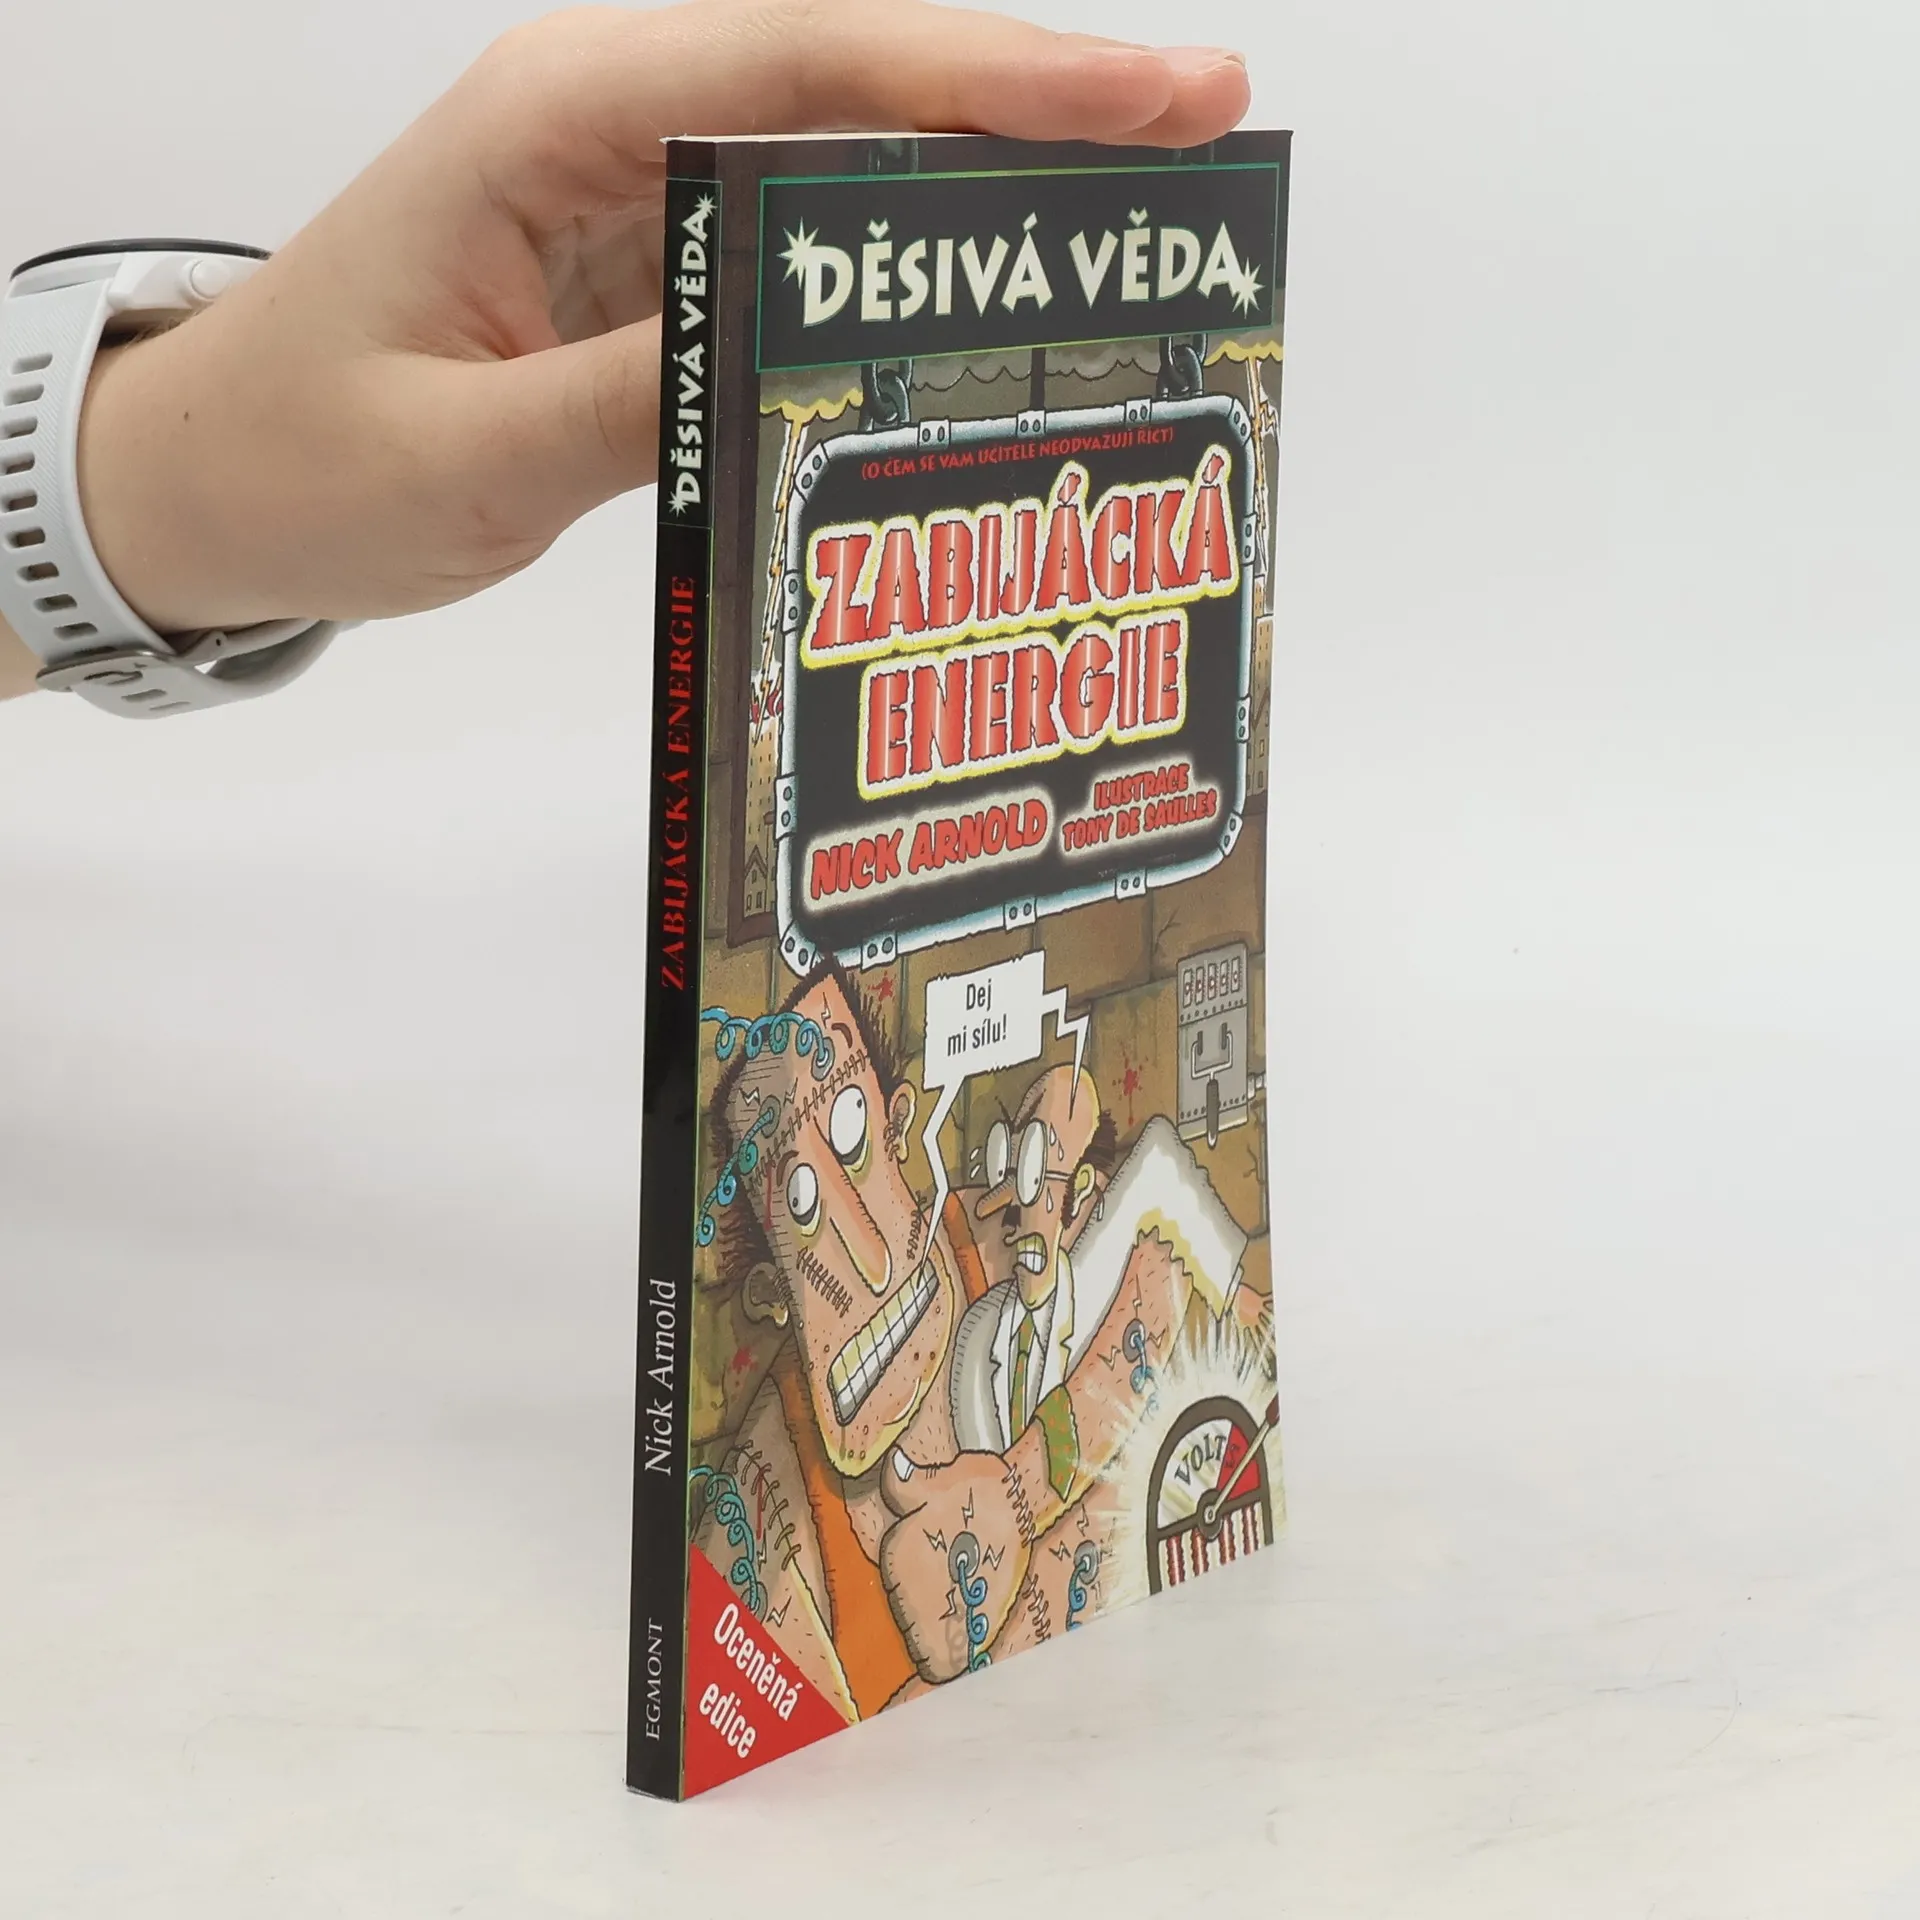 DĚSIVÁ VĚDA
ZABIJÁCKÁ ENERGIE
Nick Arnold
EGMONT
DĚSIVÁ VĚDA
(O ČEM SE VÁM UČITELÉ NEODVAŽUJÍ ŘÍCT)
ZABIJÁCKÁ
ENERGIE
NICK ARNOLD
ILUSTRACE
TONY DE SAULLES
Dej
mi sílu!
VOLTS
Oceněná
edice